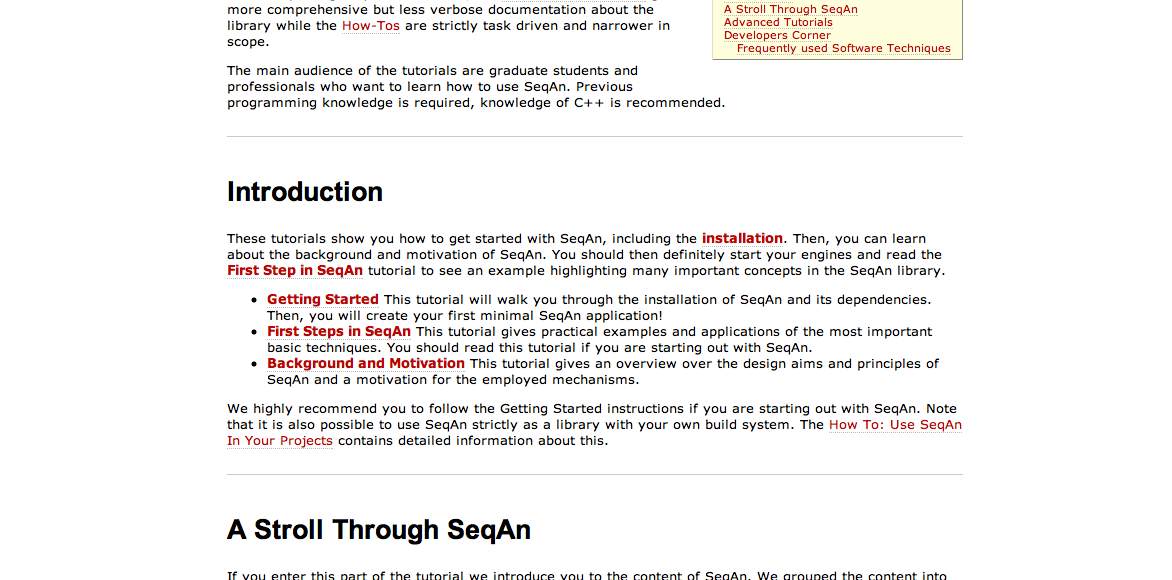 more comprehensive but less verbose documentation about the
library while the How-Tos are strictly task driven and narrower in
scope.
A Stroll Through SeqAn
Advanced Tutorials
Developers Corner
Frequently used Software Techniques
The main audience of the tutorials are graduate students and
professionals who want to learn how to use SeqAn. Previous
programming knowledge is required, knowledge of C++ is recommended.
Introduction
These tutorials show you how to get started with SeqAn, including the installation. Then, you can learn
about the background and motivation of SeqAn. You should then definitely start your engines and read the
First Step in SeqAn tutorial to see an example highlighting many important concepts in the SeqAn library.
• Getting Started This tutorial will walk you through the installation of SeqAn and its dependencies.
Then, you will create your first minimal SeqAn application!
• First Steps in SeqAn This tutorial gives practical examples and applications of the most important
basic techniques. You should read this tutorial if you are starting out with SeqAn.
• Background and Motivation This tutorial gives an overview over the design aims and principles of
SeqAn and a motivation for the employed mechanisms.
We highly recommend you to follow the Getting Started instructions if you are starting out with SeqAn. Note
that it is also possible to use SeqAn strictly as a library with your own build system. The How To: Use SeqAn
In Your Projects contains detailed information about this.
A Stroll Through SeqAn
If you enter this part of the tutorial we introduce you to the content of SeqAn. We grouped the content into